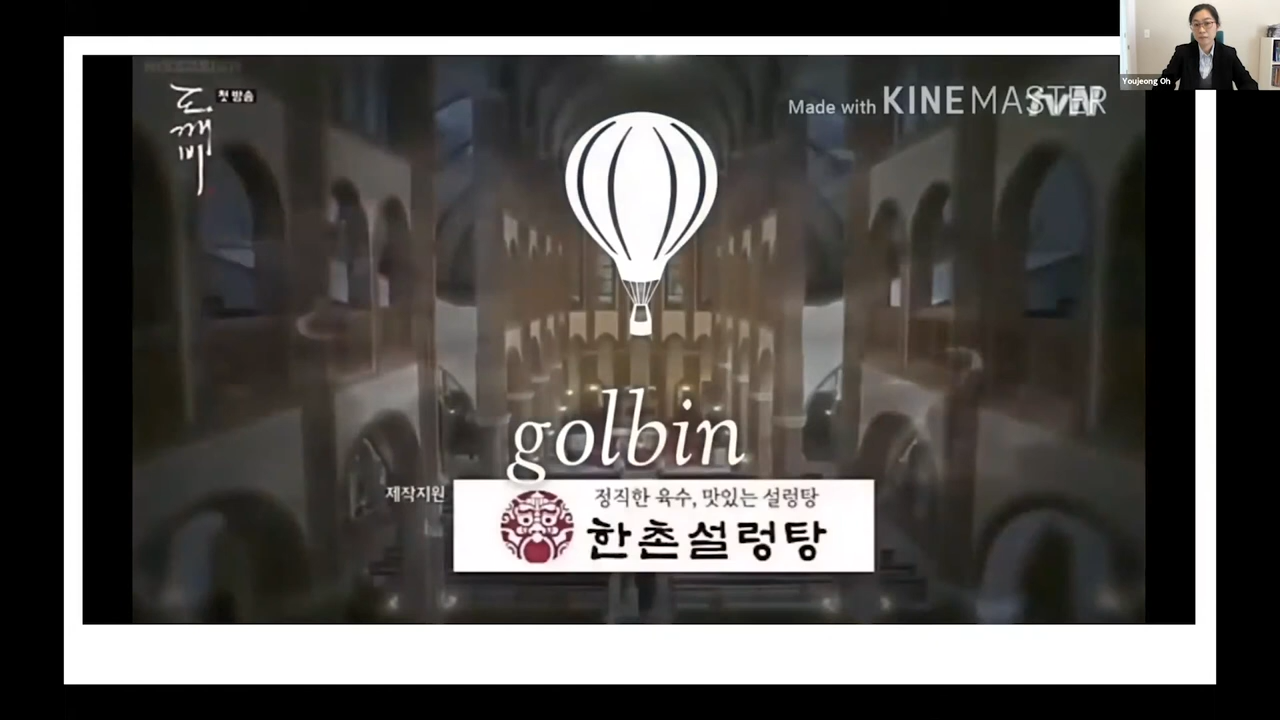 도깨비 첫방송
Made with KINEMASTER
tvN
Youjeong Oh
golbin
제작지원
정직한 육수, 맛있는 설렁탕
한촌설렁탕